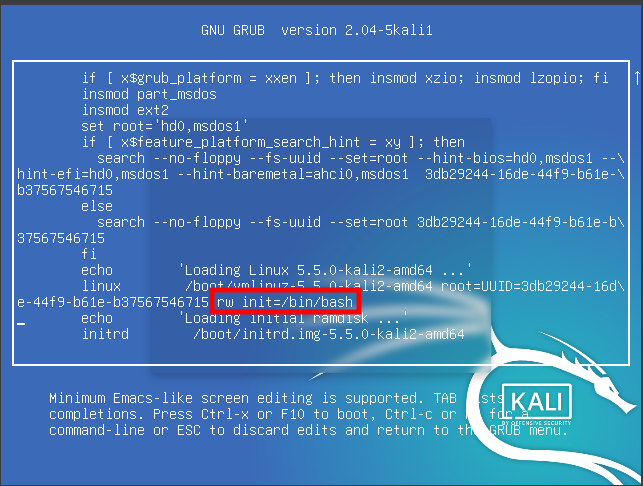 GNU GRUB  version 2.04-5kali1
if [ x$grub_platform = xxen ]; then insmod xzio; insmod lzopio; fi
insmod part_msdos
insmod ext2
set root='hd0,msdos1'
if [ x$feature_platform_search_hint = xy ]; then
search --no-floppy --fs-uuid --set=root --hint-bios=hd0,msdos1 --\
hint-efi=hd0,msdos1 --hint-baremetal=ahci0,msdos1  3db29244-16de-44f9-b61e-\
b37567546715
else
search --no-floppy --fs-uuid --set=root 3db29244-16de-44f9-b61e-b\
37567546715
fi
echo        'Loading Linux 5.5.0-kali2-amd64 ...'
linux        /boot/vmlinuz-5.5.0-kali2-amd64 root=UUID=3db29244-16d\
e-44f9-b61e-b37567546715 rw init=/bin/bash
echo        'Loading initial ramdisk ...'
initrd        /boot/initrd.img-5.5.0-kali2-amd64
Minimum Emacs-like screen editing is supported. TAB lists
completions. Press Ctrl-x or F10 to boot, Ctrl-c or for a
command-line or ESC to discard edits and return to the GRUB menu.
KALI
BY OFFENSIVE SECURITY